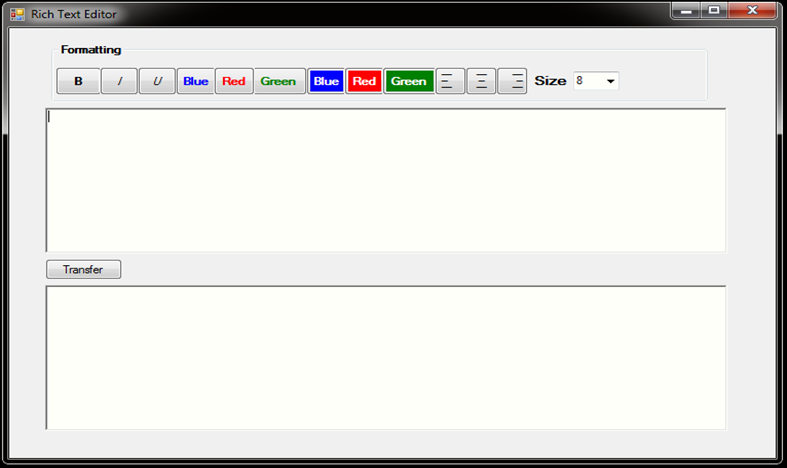 Rich Text Editor
Formatting
B I U Blue Red Green Blue Red Green Size 8
Transfer